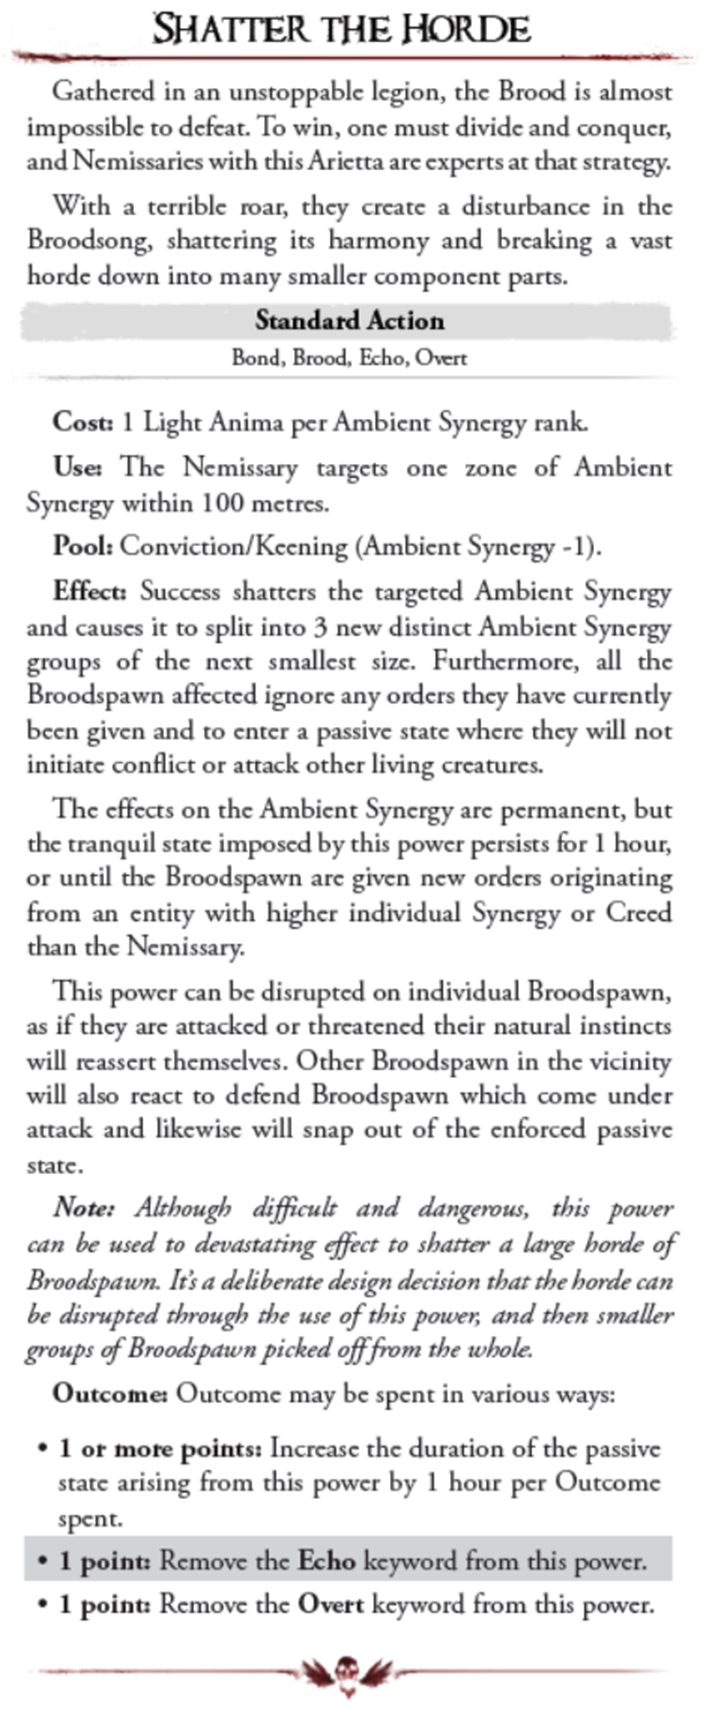 SHATTER THE HORDE
Gathered in an unstoppable legion, the Brood is almost
impossible to defeat. To win, one must divide and conquer,
and Nemissaries with this Arietta are experts at that strategy.
With a terrible roar, they create a disturbance in the
Broodsong, shattering its harmony and breaking a vast
horde down into many smaller component parts.
Standard Action
Bond, Brood, Echo, Overt
Cost: 1 Light Anima per Ambient Synergy rank.
Use: The Nemissary targets one zone of Ambient
Synergy within 100 metres.
Pool: Conviction/Keening (Ambient Synergy -1).
Effect: Success shatters the targeted Ambient Synergy
and causes it to split into 3 new distinct Ambient Synergy
groups of the next smallest size. Furthermore, all the
Broodspawn affected ignore any orders they have currently
been given and to enter a passive state where they will not
initiate conflict or attack other living creatures.
The effects on the Ambient Synergy are permanent, but
the tranquil state imposed by this power persists for 1 hour,
or until the Broodspawn are given new orders originating
from an entity with higher individual Synergy or Creed
than the Nemissary.
This power can be disrupted on individual Broodspawn,
as if they are attacked or threatened their natural instincts
will reassert themselves. Other Broodspawn in the vicinity
will also react to defend Broodspawn which come under
attack and likewise will snap out of the enforced passive
state.
Note: Although difficult and dangerous, this power
can be used to devastating effect to shatter a large horde of
Broodspawn. It's a deliberate design decision that the horde can
be disrupted through the use of this power, and then smaller
groups of Broodspawn picked off from the whole.
Outcome: Outcome may be spent in various ways:
• 1 or more points: Increase the duration of the passive
state arising from this power by 1 hour per Outcome
spent.
• 1 point: Remove the Echo keyword from this power.
• 1 point: Remove the Overt keyword from this power.